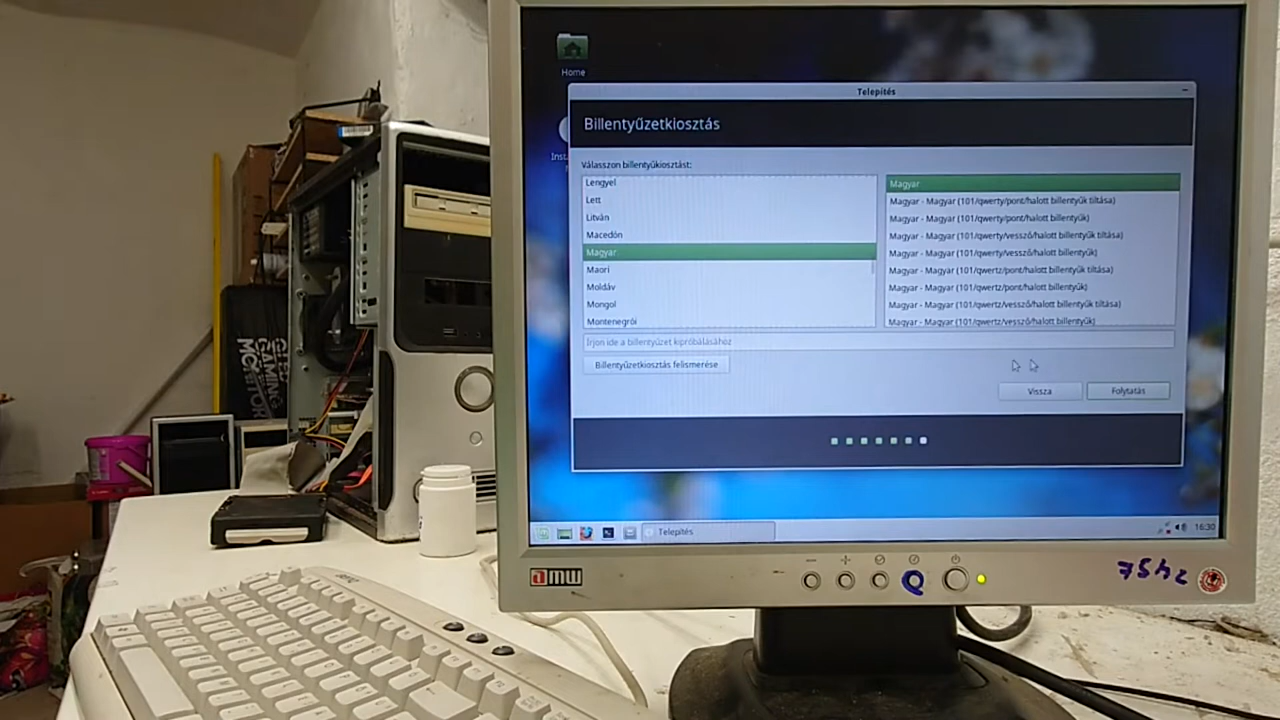 Home
Telepítés
Billentyűzetkiosztás
Válasszon billentyűkiosztást:
Lengyel
Lett
Litván
Macedón
Magyar
Maori
Moldáv
Mongol
Montenegrói
Magyar
Magyar - Magyar (101/qwerty/pont/halott billentyűk tiltása)
Magyar - Magyar (101/qwerty/pont/halott billentyűk)
Magyar - Magyar (101/qwerty/vessző/halott billentyűk tiltása)
Magyar - Magyar (101/qwerty/vessző/halott billentyűk)
Magyar - Magyar (101/qwertz/pont/halott billentyűk tiltása)
Magyar - Magyar (101/qwertz/pont/halott billentyűk)
Magyar - Magyar (101/qwertz/vessző/halott billentyűk tiltása)
Magyar - Magyar (101/qwertz/vessző/halott billentyűk)
Írjon ide a billentyűzet kipróbálásához
Billentyűzetkiosztás felismerése
Vissza
Folytatás
Telepítés
16:30
amw
GAMING